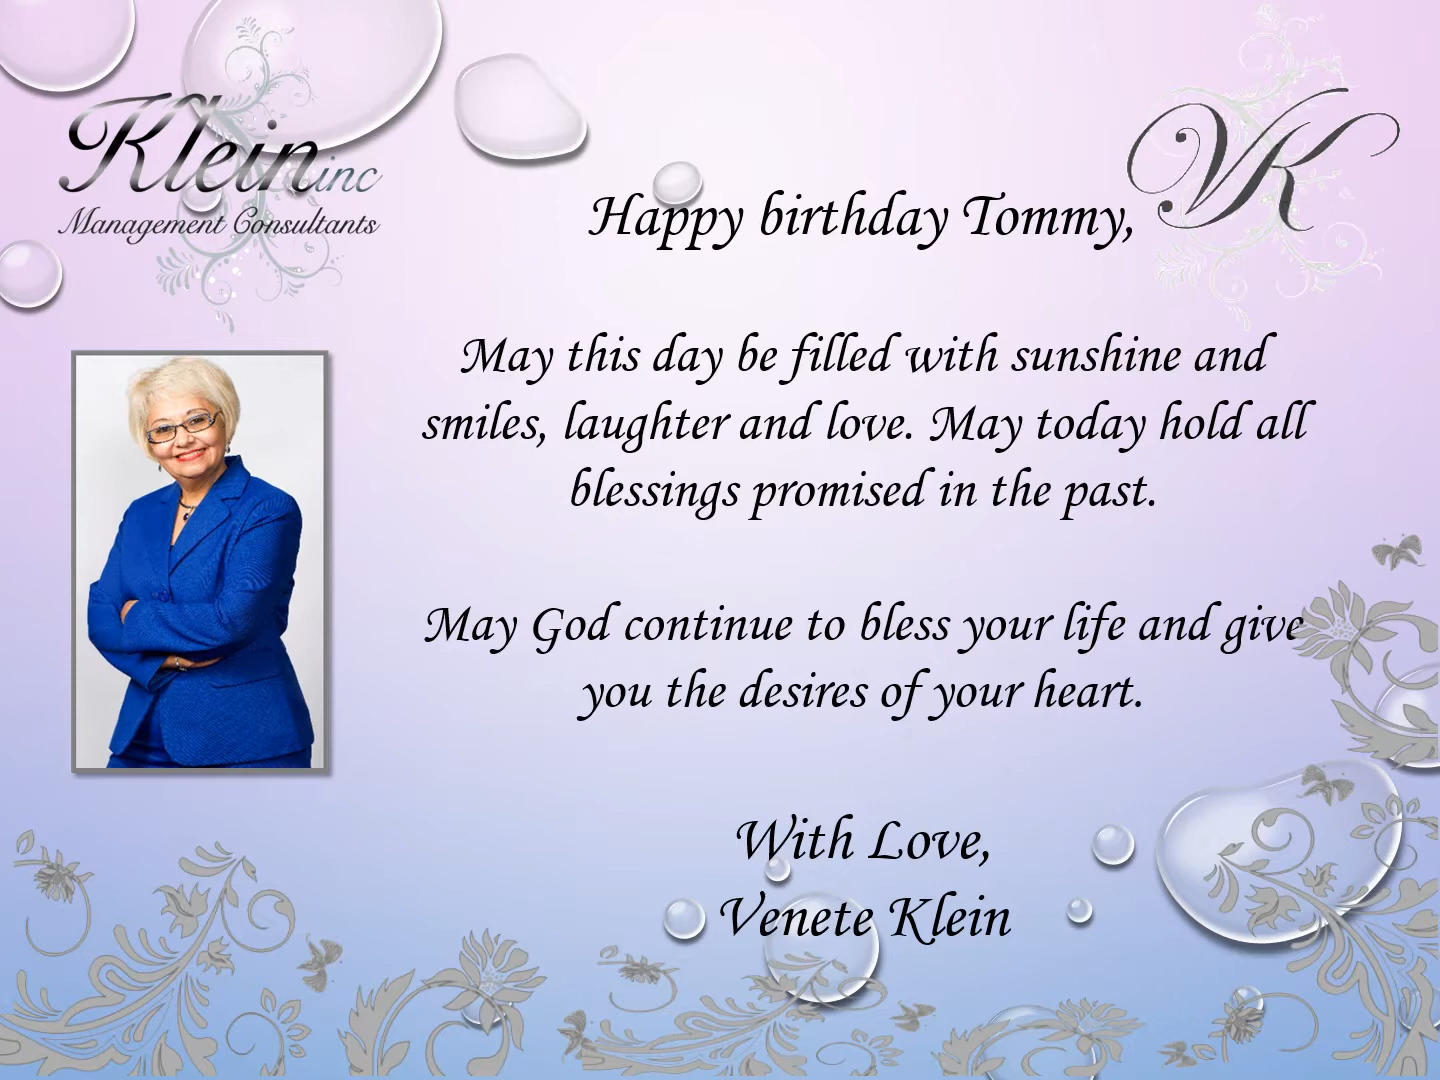 Klein inc
Management Consultants
VK
Happy birthday Tommy,
May this day be filled with sunshine and
smiles, laughter and love. May today hold all
blessings promised in the past.
May God continue to bless your life and give
you the desires of your heart.
With Love,
Venete Klein